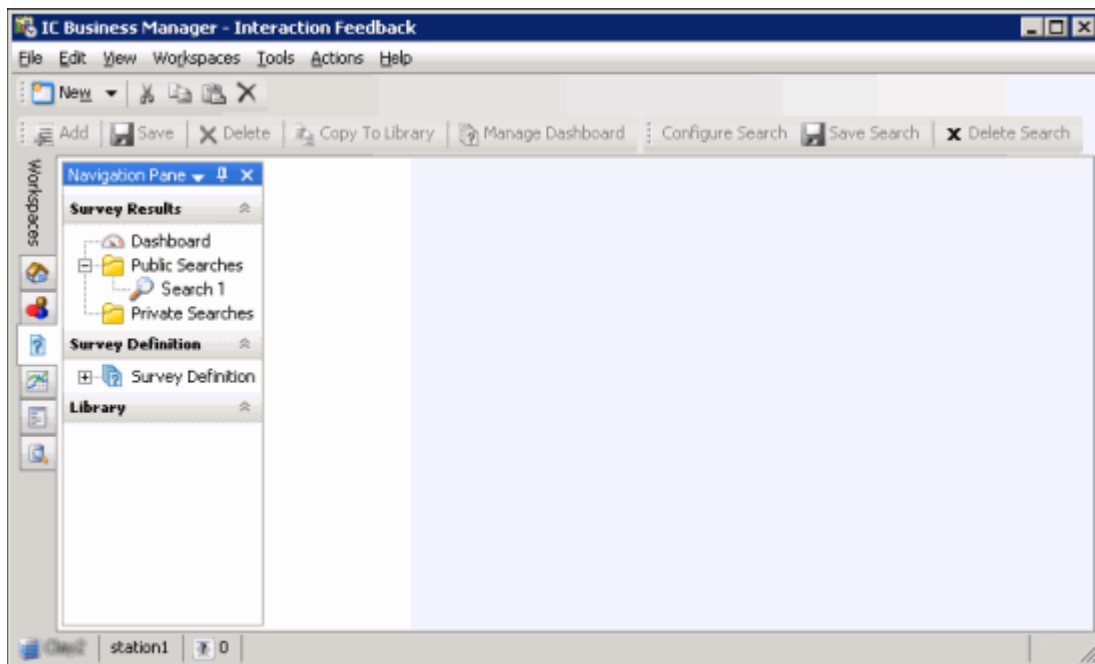 IC Business Manager - Interaction Feedback
File Edit View Workspaces Tools Actions Help
New
Add Save Delete Copy To Library Manage Dashboard Configure Search Save Search Delete Search
Workspaces
Navigation Pane
Survey Results
Dashboard
Public Searches
Search 1
Private Searches
Survey Definition
Survey Definition
Library
station1 0